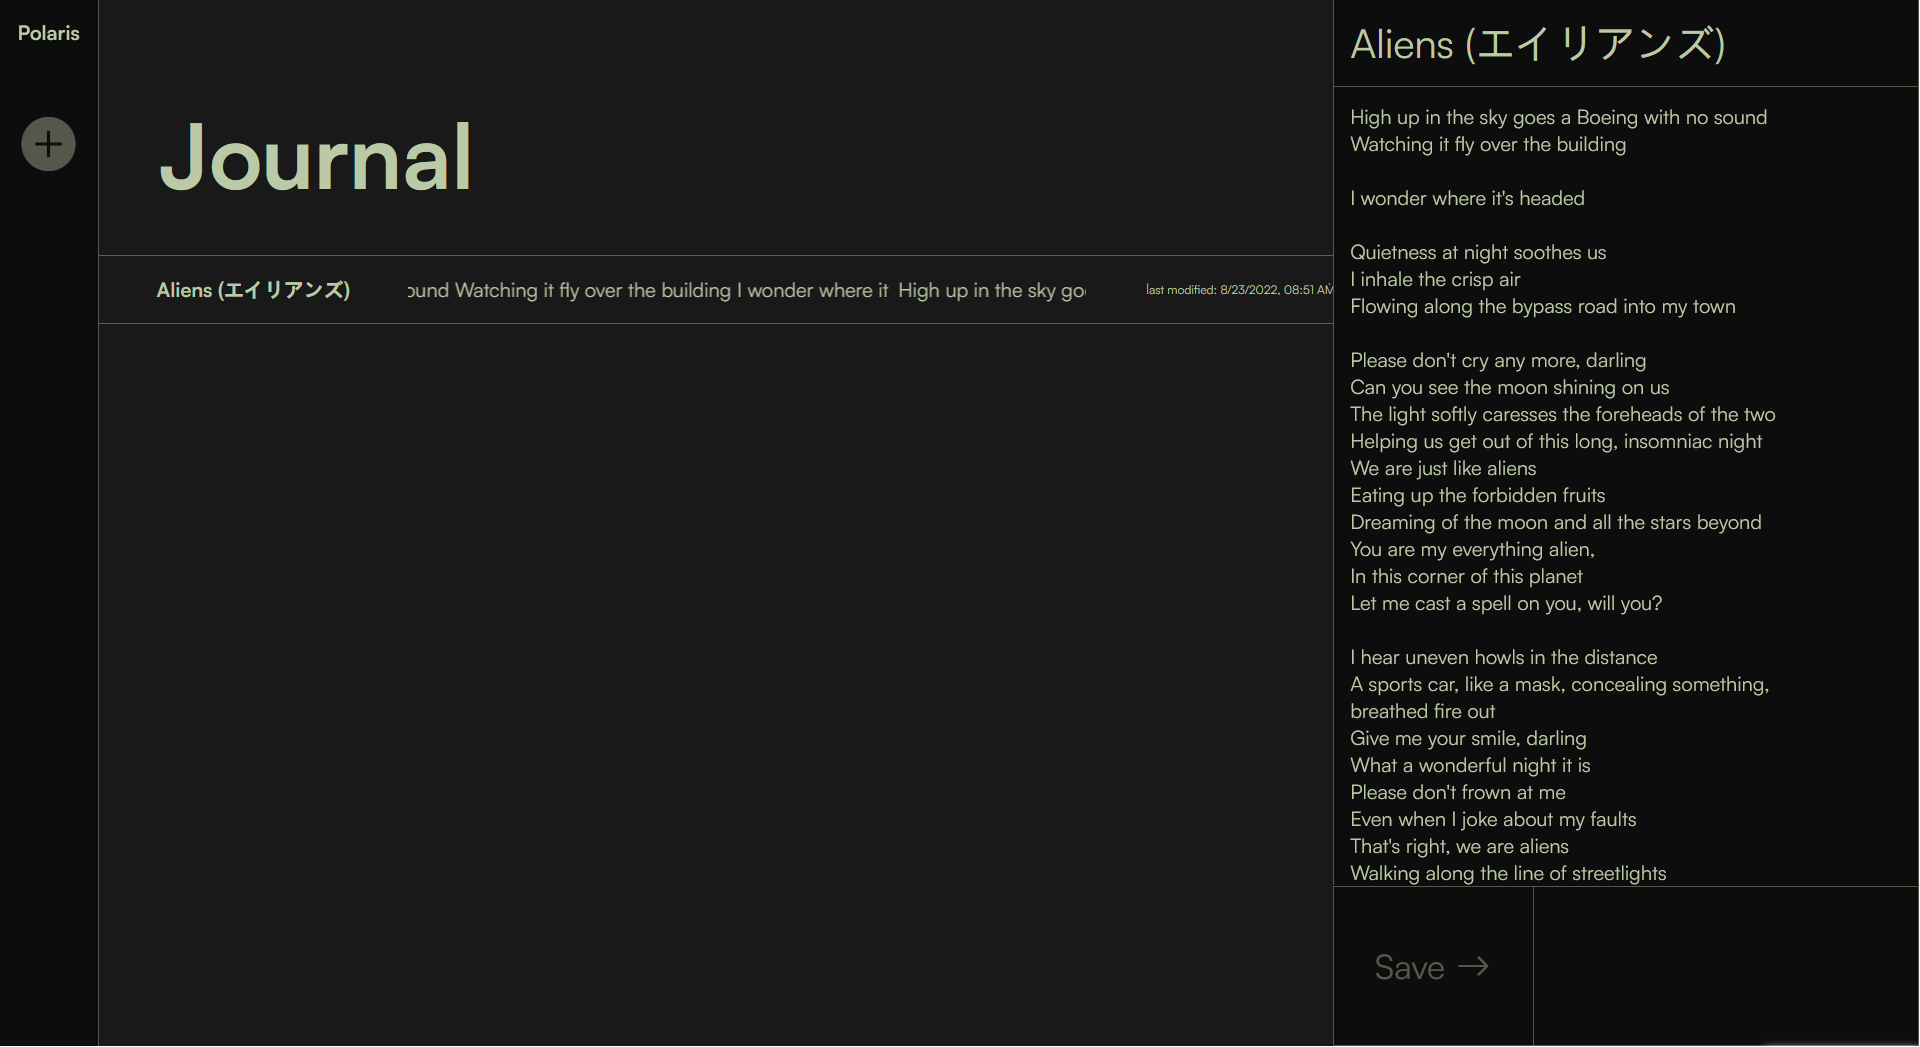 Polaris
Journal
Aliens (エイリアンズ)
ound Watching it fly over the building I wonder where it High up in the sky go
last modified: 8/23/2022, 08:51 AM
Aliens (エイリアンズ)
High up in the sky goes a Boeing with no sound
Watching it fly over the building
I wonder where it's headed
Quietness at night soothes us
I inhale the crisp air
Flowing along the bypass road into my town
Please don't cry any more, darling
Can you see the moon shining on us
The light softly caresses the foreheads of the two
Helping us get out of this long, insomniac night
We are just like aliens
Eating up the forbidden fruits
Dreaming of the moon and all the stars beyond
You are my everything alien,
In this corner of this planet
Let me cast a spell on you, will you?
I hear uneven howls in the distance
A sports car, like a mask, concealing something,
breathed fire out
Give me your smile, darling
What a wonderful night it is
Please don't frown at me
Even when I joke about my faults
That's right, we are aliens
Walking along the line of streetlights
Save →